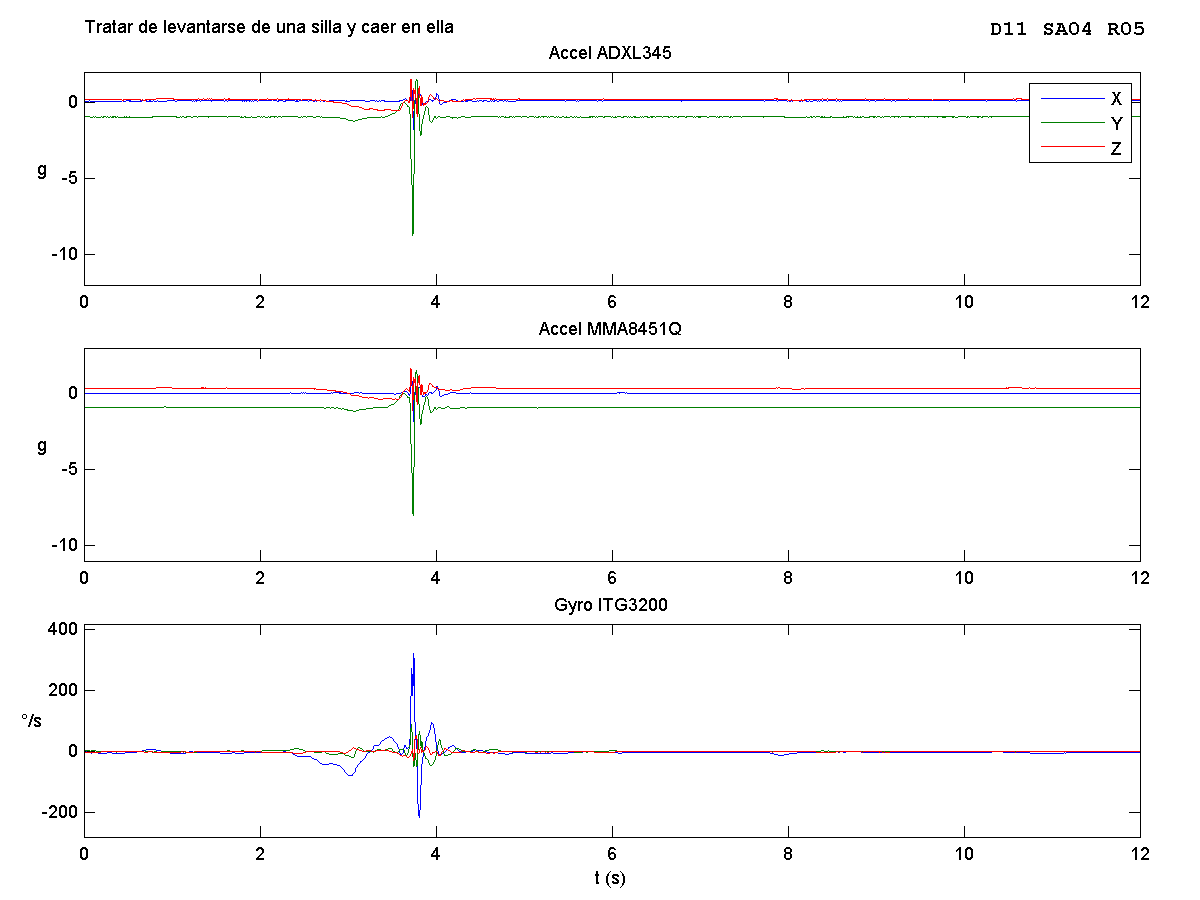 Tratar de levantarse de una silla y caer en ella
D11 SA04 R05
Accel ADXL345
0
-5
-10
g
X
Y
Z
0 2 4 6 8 10 12
Accel MMA8451Q
0
-5
-10
g
0 2 4 6 8 10 12
Gyro ITG3200
400
200
0
-200
°/s
0 2 4 6 8 10 12
t (s)